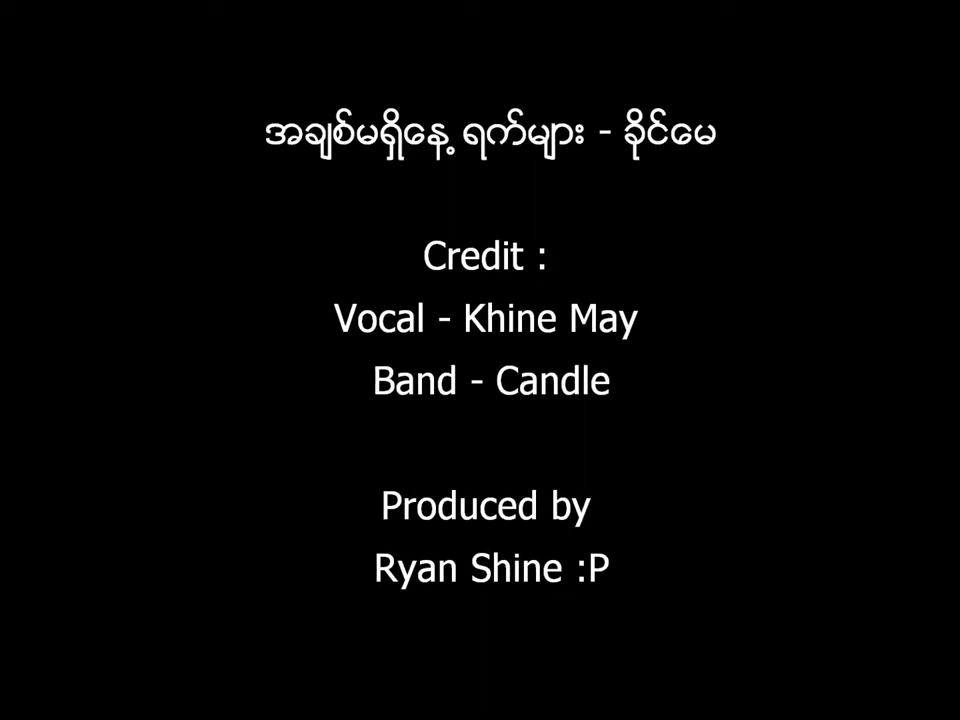 အချစ်မရှိနေ့ ရက်များ - ခိုင်မေ
Credit :
Vocal - Khine May
Band - Candle
Produced by
Ryan Shine :P